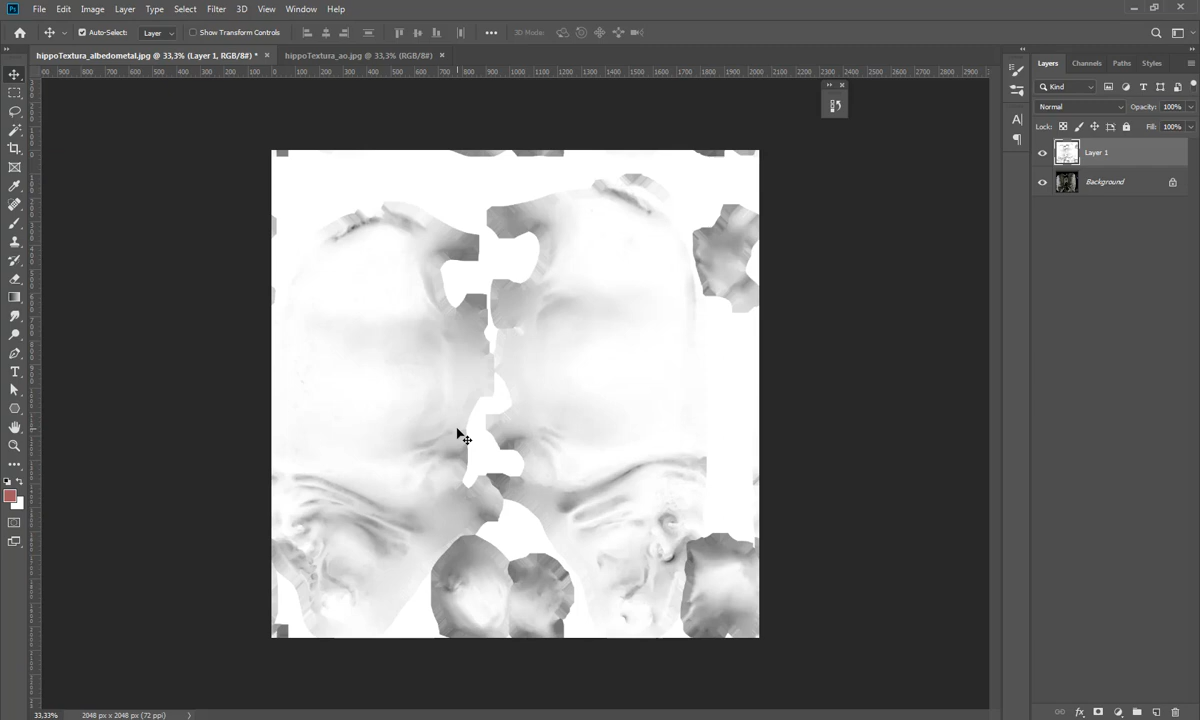 Ps File Edit Image Layer Type Select Filter 3D View Window Help
Auto-Select: Layer Show Transform Controls 3D Mode:
hippoTextura_albedometal.jpg @ 33,3% (Layer 1, RGB/8#) * × hippoTextura_ao.jpg @ 33,3% (RGB/8#) ×
900 800 700 600 500 400 300 200 100 0 100 200 300 400 500 600 700 800 900 1000 1100 1200 1300 1400 1500 1600 1700 1800 1900 2000 2100 2200 2300 2400 2500 2600 2700 2800 2900
Layers Channels Paths Styles
Kind
Normal Opacity: 100%
Lock: Fill: 100%
Layer 1
Background
33,33% 2048 px x 2048 px (72 ppi)